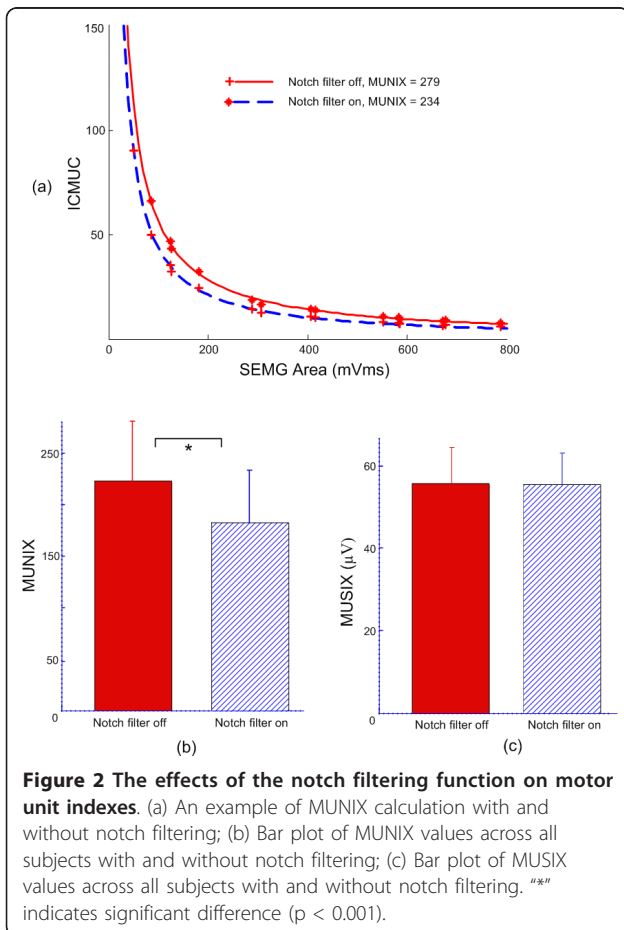 150
100
50
0
200
400
600
800
(a)
ICMUC
SEMG Area (mVms)
Notch filter off, MUNIX = 279
Notch filter on, MUNIX = 234
250
150
50
0
MUNIX
*
Notch filter off
Notch filter on
(b)
60
40
60
20
0
MUSIX (μV)
Notch filter off
Notch filter on
(c)
Figure 2 The effects of the notch filtering function on motor
unit indexes. (a) An example of MUNIX calculation with and
without notch filtering; (b) Bar plot of MUNIX values across all
subjects with and without notch filtering; (c) Bar plot of MUSIX
values across all subjects with and without notch filtering. "*"
indicates significant difference (p < 0.001).